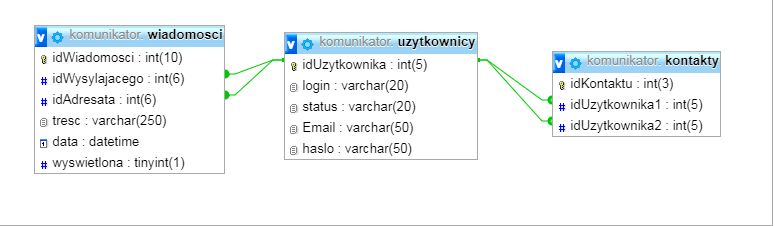 komunikator. wiadomosci
idWiadomosci : int(10)
idWysylajacego : int(6)
idAdresata : int(6)
tresc : varchar(250)
data : datetime
wyswietlona : tinyint(1)
komunikator. uzytkownicy
idUzytkownika : int(5)
login : varchar(20)
status : varchar(20)
Email : varchar(50)
haslo : varchar(50)
komunikator. kontakty
idKontaktu : int(3)
idUzytkownika1 : int(5)
idUzytkownika2 : int(5)